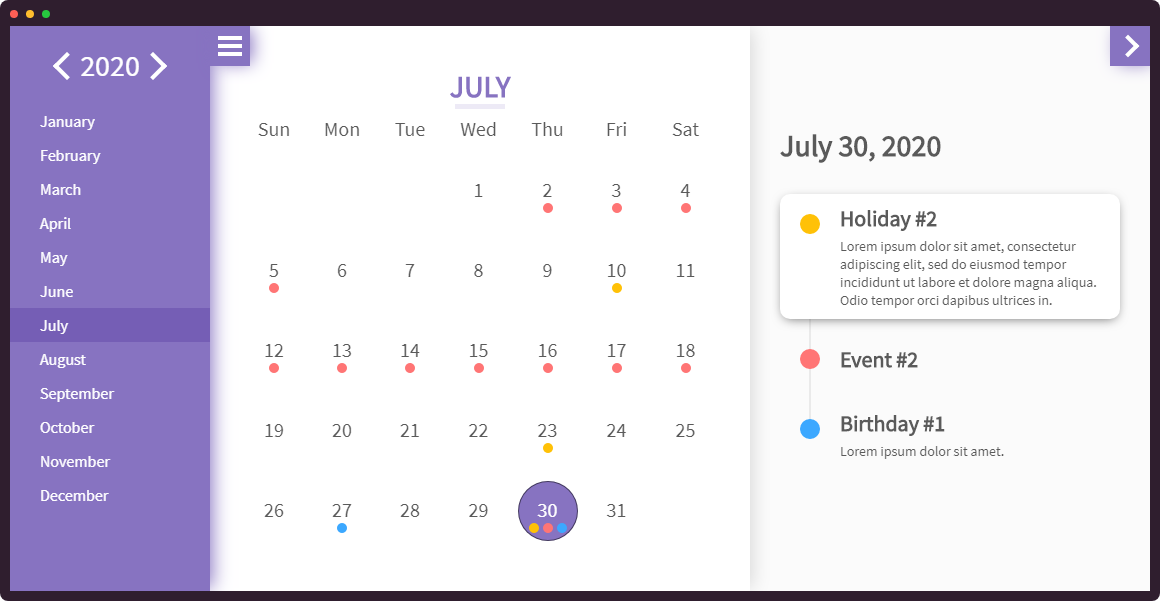 2020
January
February
March
April
May
June
July
August
September
October
November
December
JULY
Sun Mon Tue Wed Thu Fri Sat
1 2 3 4
5 6 7 8 9 10 11
12 13 14 15 16 17 18
19 20 21 22 23 24 25
26 27 28 29 30 31
July 30, 2020
Holiday #2
Lorem ipsum dolor sit amet, consectetur
adipiscing elit, sed do eiusmod tempor
incididunt ut labore et dolore magna aliqua.
Odio tempor orci dapibus ultrices in.
Event #2
Birthday #1
Lorem ipsum dolor sit amet.